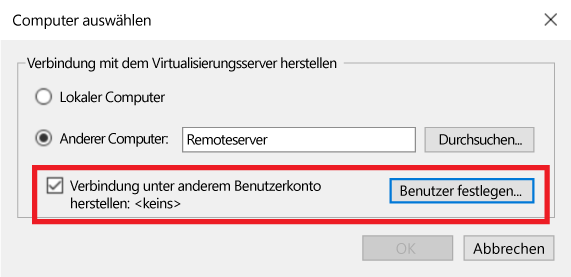 Computer auswählen
Verbindung mit dem Virtualisierungsserver herstellen
Lokaler Computer
Anderer Computer: Remoteserver Durchsuchen...
Verbindung unter anderem Benutzerkonto
herstellen: <keins>
Benutzer festlegen...
OK Abbrechen